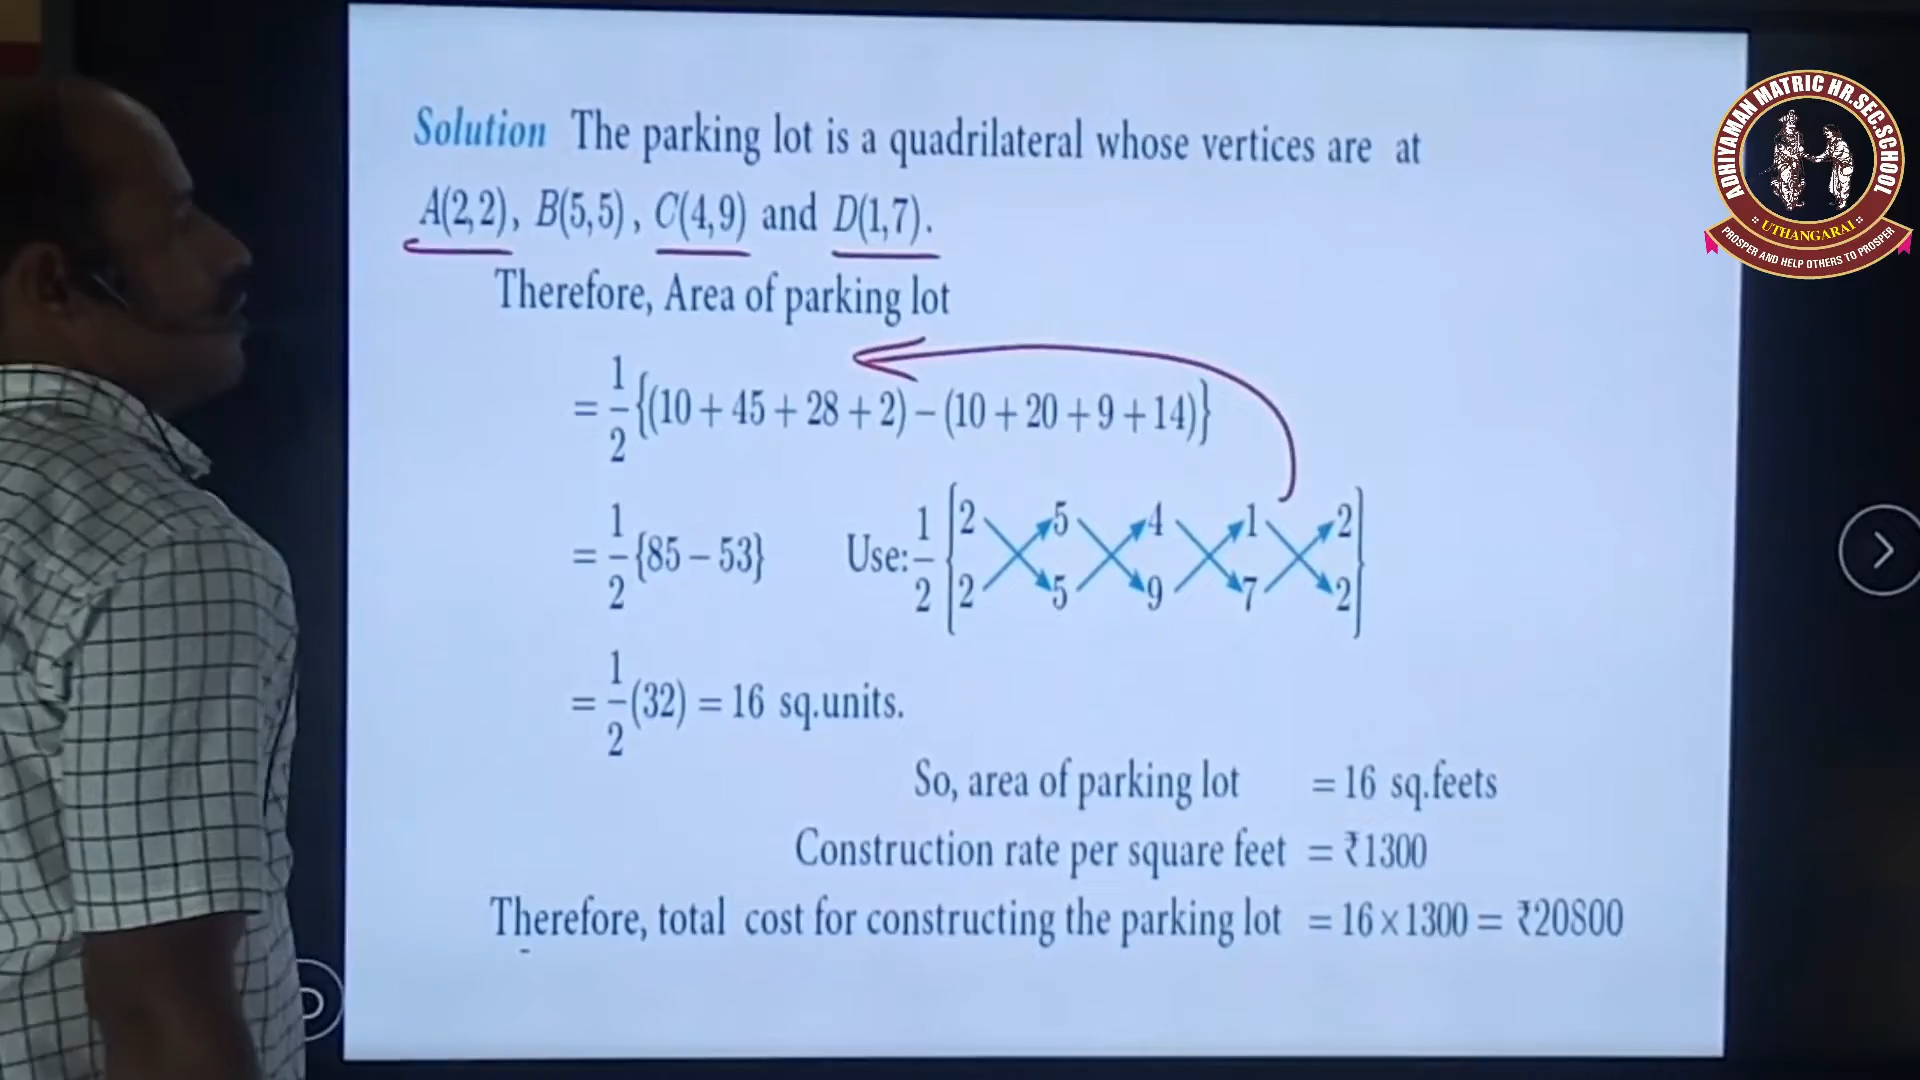 Solution The parking lot is a quadrilateral whose vertices are at
A(2,2), B(5,5), C(4,9) and D(1,7).
Therefore, Area of parking lot
= 1/2 {(10 + 45 + 28 + 2) – (10 + 20 + 9 + 14)}
= 1/2 {85 – 53}
Use: 1/2 { 2 5 4 1 2
2 5 9 7 2 }
= 1/2 (32) = 16 sq.units.
So, area of parking lot = 16 sq.feets
Construction rate per square feet = ₹1300
Therefore, total cost for constructing the parking lot = 16 × 1300 = ₹20800
ADHIYAMAN MATRIC HR.SEC.SCHOOL
:: UTHANGARAI ::
PROSPER AND HELP OTHERS TO PROSPER